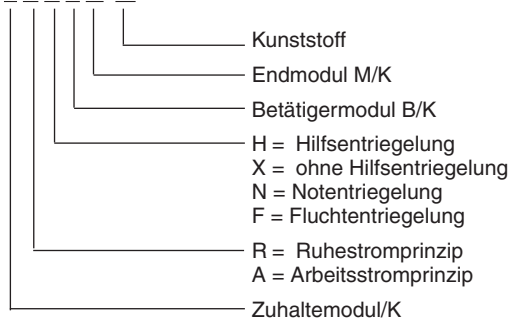 Kunststoff
Endmodul M/K
Betätigermodul B/K
H = Hilfsentriegelung
X = ohne Hilfsentriegelung
N = Notentriegelung
F = Fluchtentriegelung
R = Ruhestromprinzip
A = Arbeitsstromprinzip
Zuhaltemodul/K